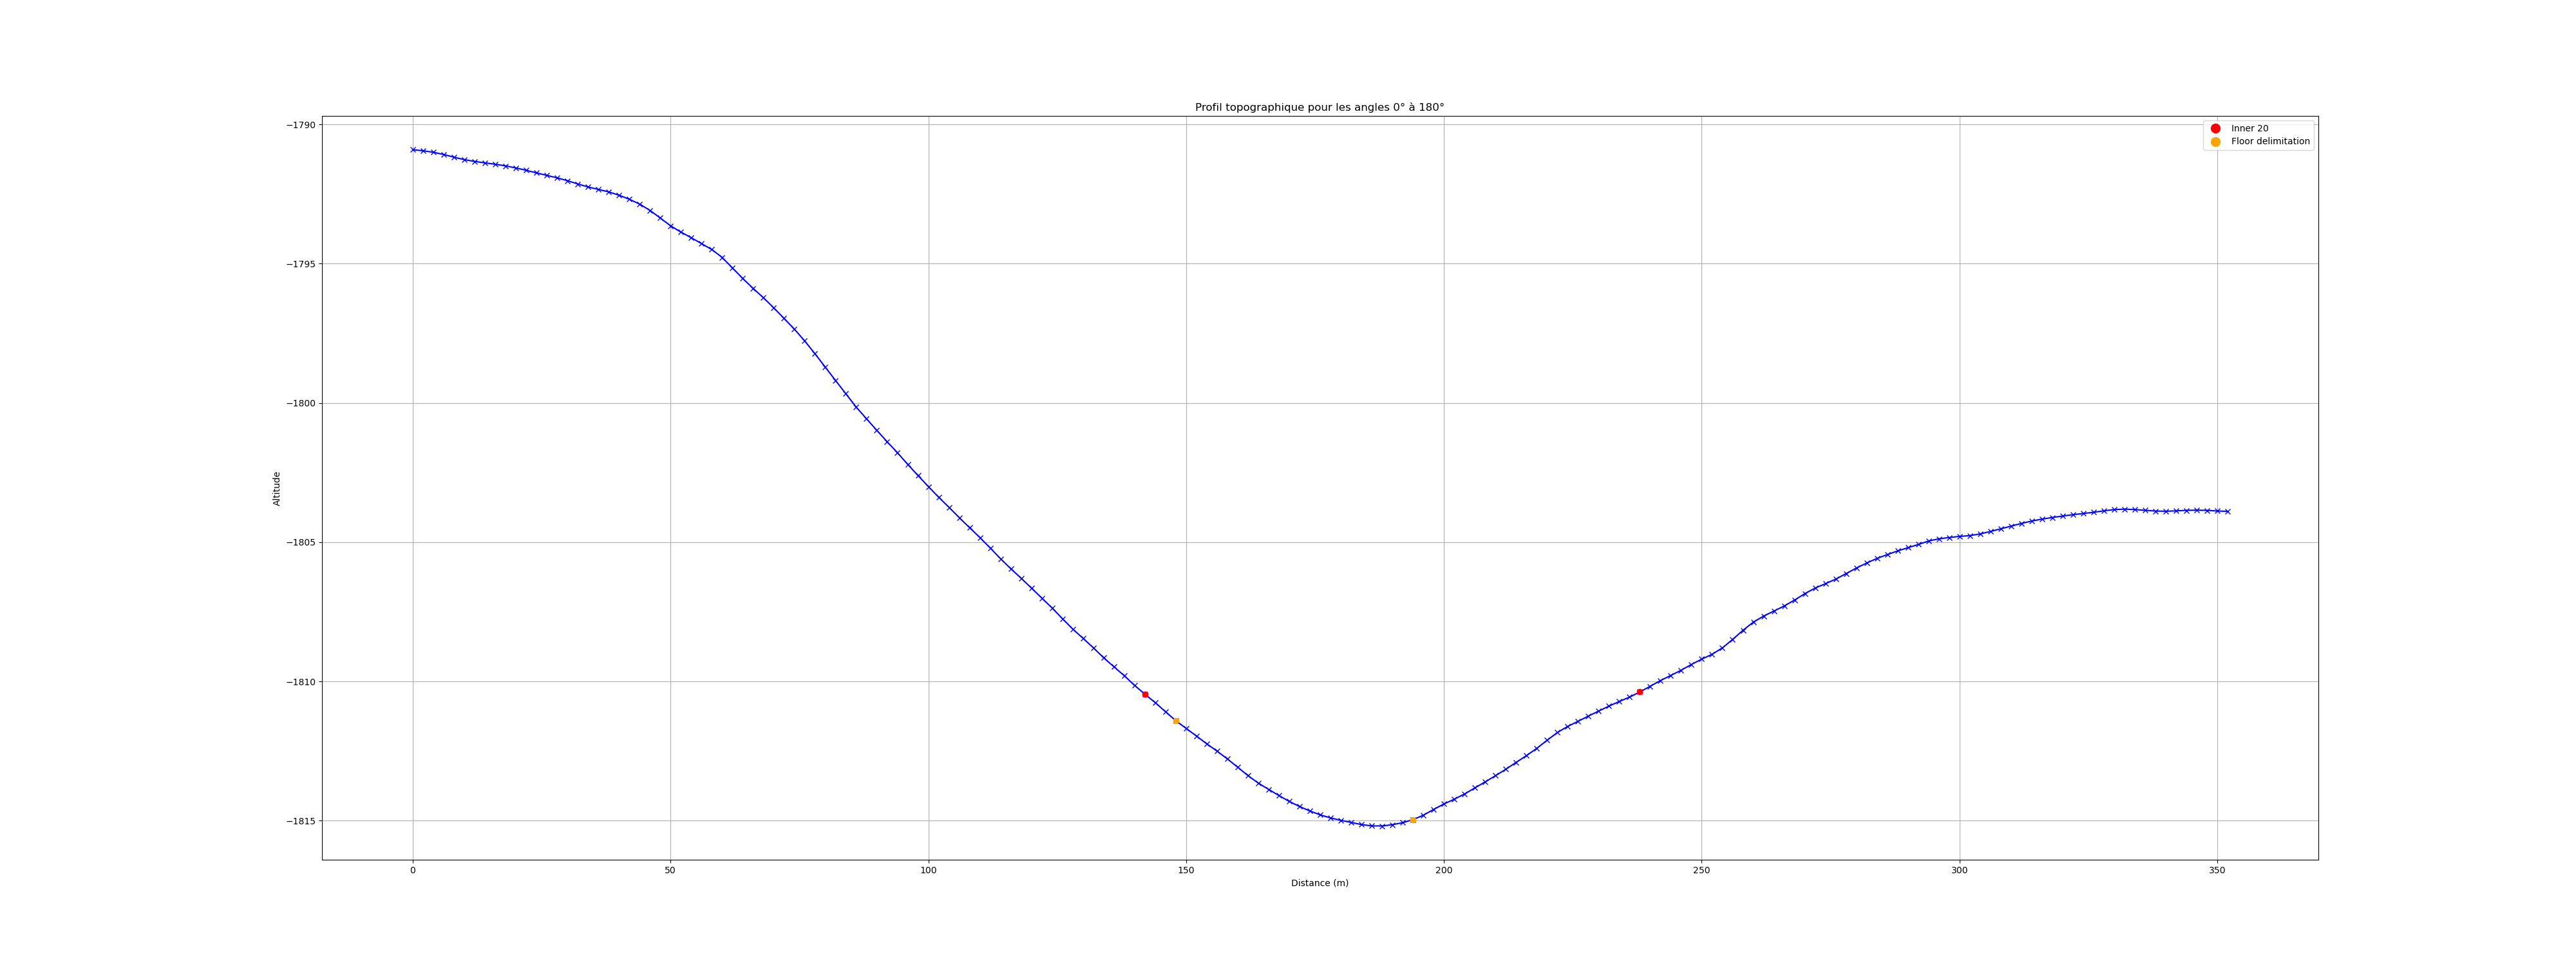 Profil topographique pour les angles 0° à 180°
Inner 20
Floor delimitation
−1790
−1795
−1800
−1805
−1810
−1815
Altitude
0 50 100 150 200 250 300 350
Distance (m)